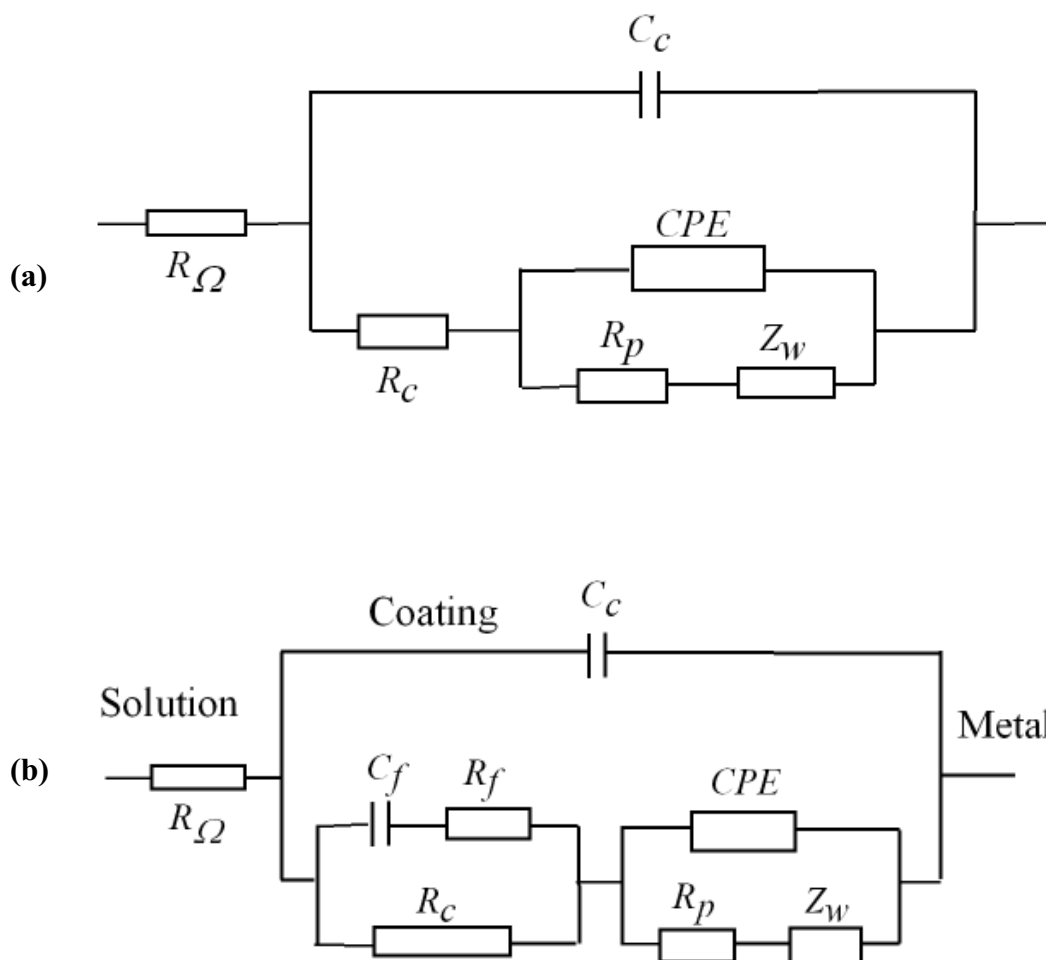 C_c
CPE
R_Ω
(a)
R_p Z_w
R_c
Coating C_c
Solution
Metal
(b)
C_f R_f CPE
R_Ω
R_c R_p Z_w